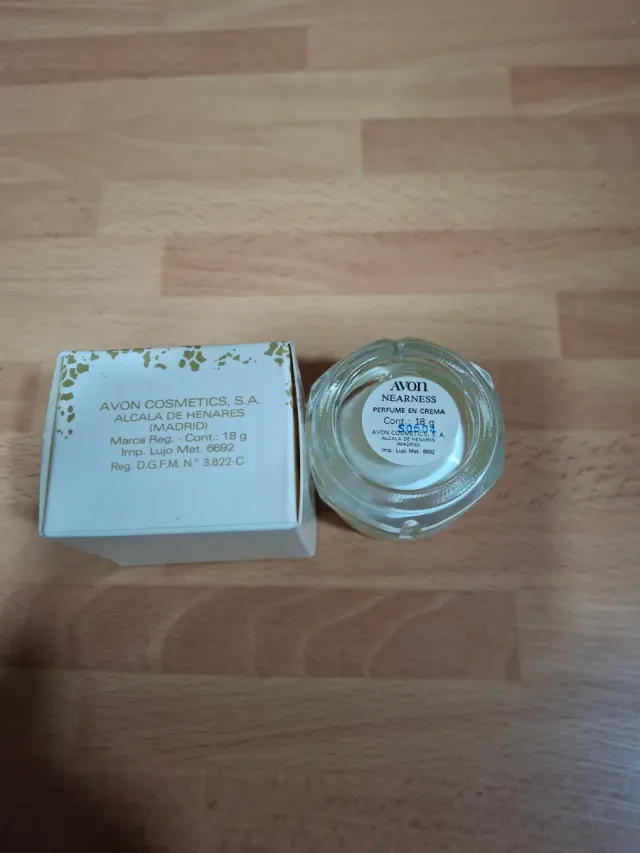 AVON COSMETICS, S.A.
ALCALA DE HENARES
(MADRID)
Marca Reg. - Cont.: 18 g
Imp. Lujo Met. 6692
Reg. D.G.F.M. N.° 3.822-C
AVON
NEARNESS
PERFUME EN CREMA
Cont.: 18 g
AVON COSMETICS, S. A.
ALCALA DE HENARES
(MADRID)
Imp. Lujo Met. 6692